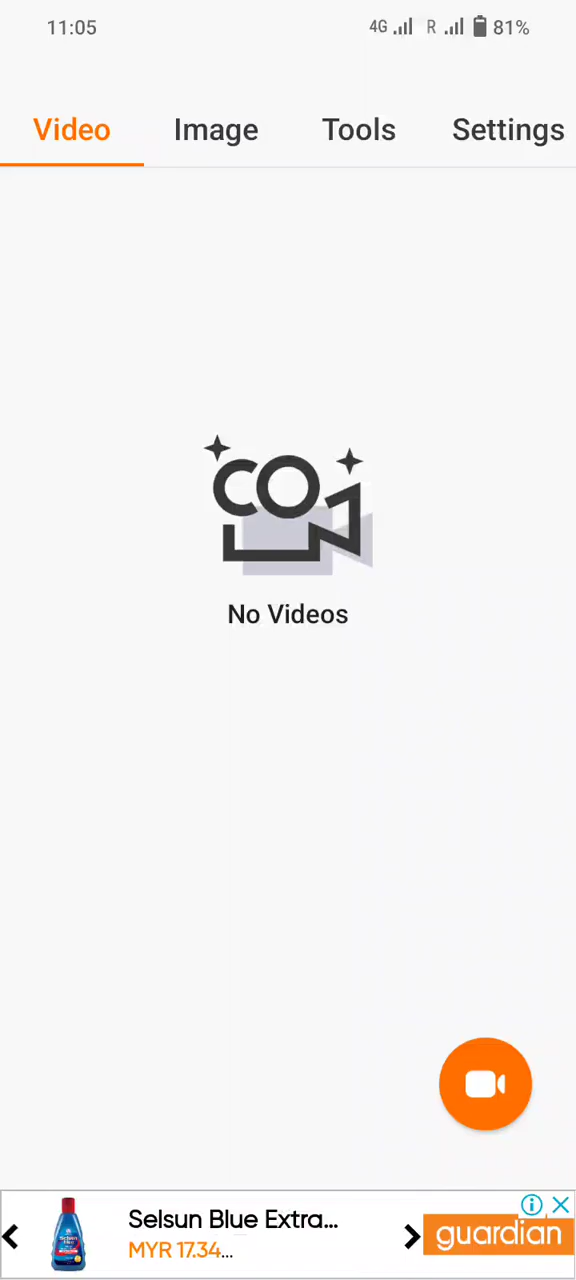 11:05 4G R 81%
Video Image Tools Settings
No Videos
Selsun Blue Extra...
MYR 17.34...
guardian